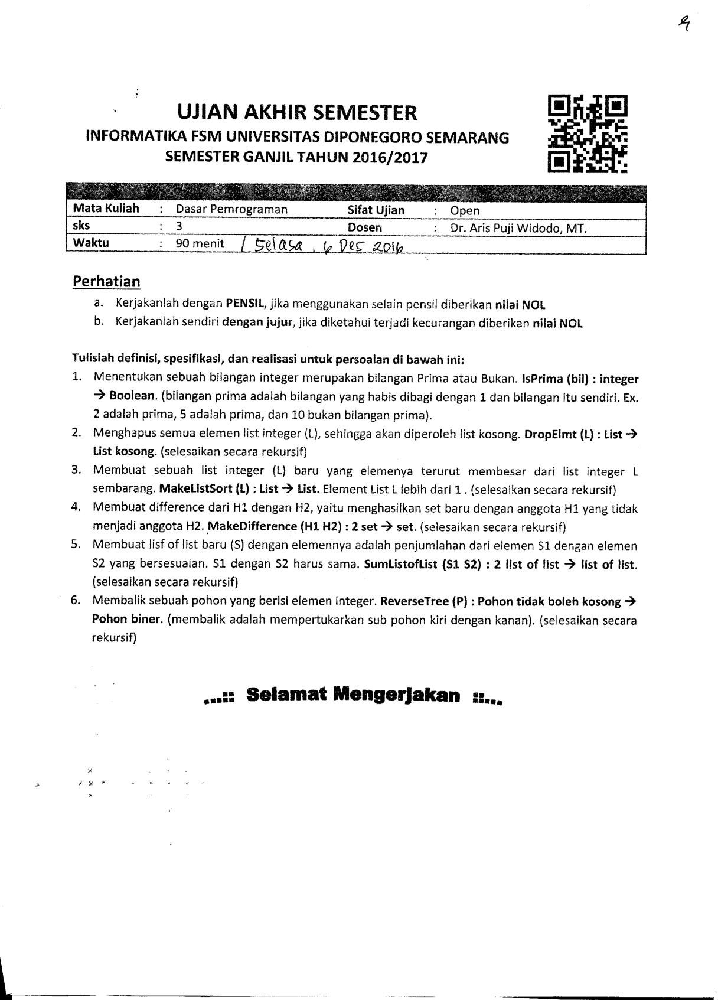 UJIAN AKHIR SEMESTER
INFORMATIKA FSM UNIVERSITAS DIPONEGORO SEMARANG
SEMESTER GANJIL TAHUN 2016/2017
Mata Kuliah : Dasar Pemrograman Sifat Ujian : Open
sks : 3 Dosen : Dr. Aris Puji Widodo, MT.
Waktu : 90 menit / Selasa, 6 Des 2016
Perhatian
a. Kerjakanlah dengan PENSIL, jika menggunakan selain pensil diberikan nilai NOL
b. Kerjakanlah sendiri dengan jujur, jika diketahui terjadi kecurangan diberikan nilai NOL
Tulislah definisi, spesifikasi, dan realisasi untuk persoalan di bawah ini:
1. Menentukan sebuah bilangan integer merupakan bilangan Prima atau Bukan. IsPrima (bil) : integer
→ Boolean. (bilangan prima adalah bilangan yang habis dibagi dengan 1 dan bilangan itu sendiri. Ex.
2 adalah prima, 5 adalah prima, dan 10 bukan bilangan prima).
2. Menghapus semua elemen list integer (L), sehingga akan diperoleh list kosong. DropElmt (L) : List →
List kosong. (selesaikan secara rekursif)
3. Membuat sebuah list integer (L) baru yang elemenya terurut membesar dari list integer L
sembarang. MakeListSort (L) : List → List. Element List L lebih dari 1 . (selesaikan secara rekursif)
4. Membuat difference dari H1 dengan H2, yaitu menghasilkan set baru dengan anggota H1 yang tidak
menjadi anggota H2. MakeDifference (H1 H2) : 2 set → set. (selesaikan secara rekursif)
5. Membuat lisf of list baru (S) dengan elemennya adalah penjumlahan dari elemen S1 dengan elemen
S2 yang bersesuaian. S1 dengan S2 harus sama. SumListofList (S1 S2) : 2 list of list → list of list.
(selesaikan secara rekursif)
6. Membalik sebuah pohon yang berisi elemen integer. ReverseTree (P) : Pohon tidak boleh kosong →
Pohon biner. (membalik adalah mempertukarkan sub pohon kiri dengan kanan). (selesaikan secara
rekursif)
...:: Selamat Mengerjakan ::...